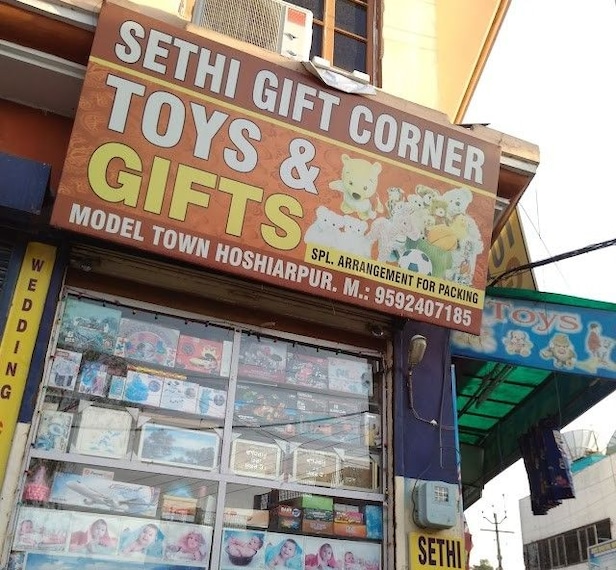 SETHI GIFT CORNER
TOYS &
GIFTS
SPL. ARRANGEMENT FOR PACKING
MODEL TOWN HOSHIARPUR. M.: 9592407185
WEDDING
TOYS
SETHI